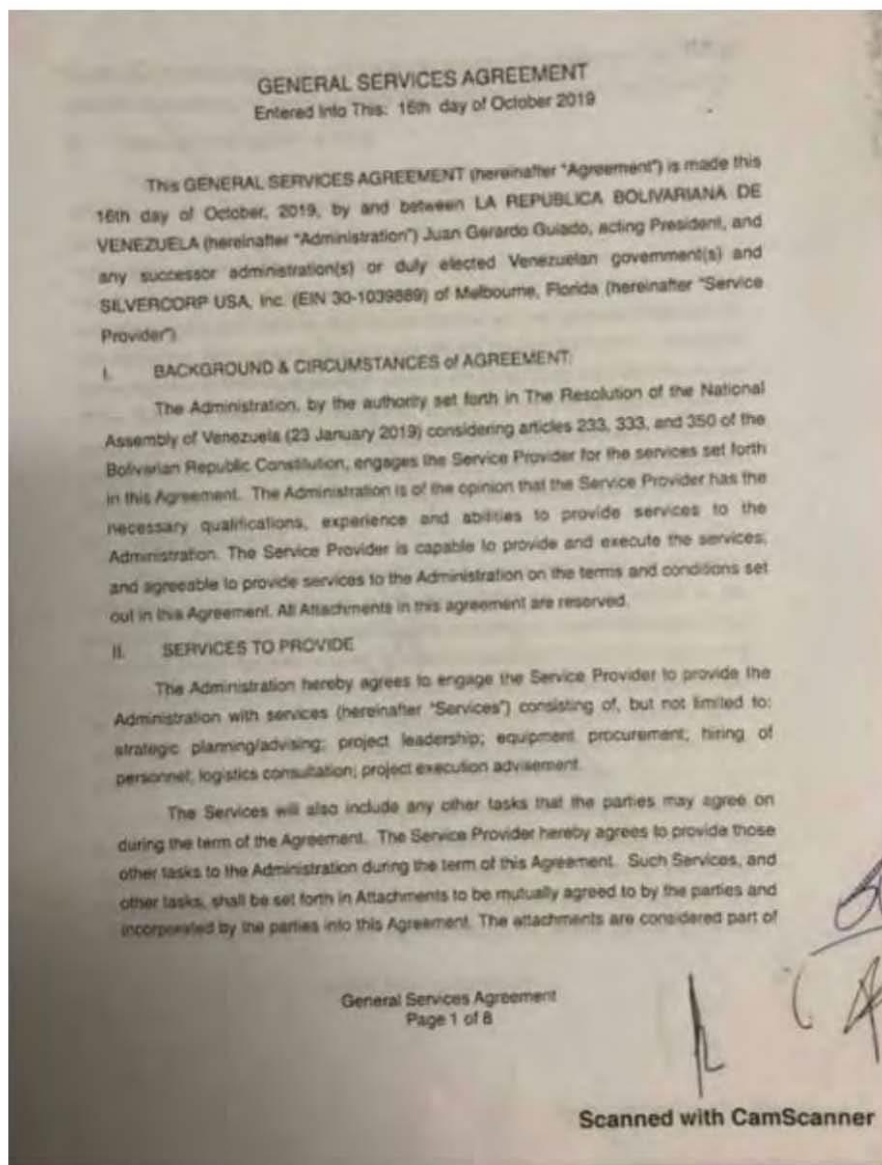 GENERAL SERVICES AGREEMENT
Entered Into This: 16th day of October 2019
This GENERAL SERVICES AGREEMENT (hereinafter "Agreement") is made this
16th day of October, 2019, by and between LA REPÚBLICA BOLIVARIANA DE
VENEZUELA (hereinafter "Administration") Juan Gerardo Guiado, acting President, and
any successor administration(s) or duly elected Venezuelan government(s) and
SILVERCORP USA, Inc. (EIN 30-1039889) of Melbourne, Florida (hereinafter "Service
Provider")
I. BACKGROUND & CIRCUMSTANCES of AGREEMENT:
The Administration, by the authority set forth in The Resolution of the National
Assembly of Venezuela (23 January 2019) considering articles 233, 333, and 350 of the
Bolivarian Republic Constitution, engages the Service Provider for the services set forth
in this Agreement. The Administration is of the opinion that the Service Provider has the
necessary qualifications, experience and abilities to provide services to the
Administration. The Service Provider is capable to provide and execute the services;
and agreeable to provide services to the Administration on the terms and conditions set
out in this Agreement. All Attachments in this agreement are reserved.
II. SERVICES TO PROVIDE
The Administration hereby agrees to engage the Service Provider to provide the
Administration with services (hereinafter "Services") consisting of, but not limited to:
strategic planning/advising; project leadership; equipment procurement; hiring of
personnel; logistics consultation; project execution advisement.
The Services will also include any other tasks that the parties may agree on
during the term of the Agreement. The Service Provider hereby agrees to provide those
other tasks to the Administration during the term of this Agreement. Such Services, and
other tasks, shall be set forth in Attachments to be mutually agreed to by the parties and
incorporated by the parties into this Agreement. The attachments are considered part of
General Services Agreement
Page 1 of 8
Scanned with CamScanner